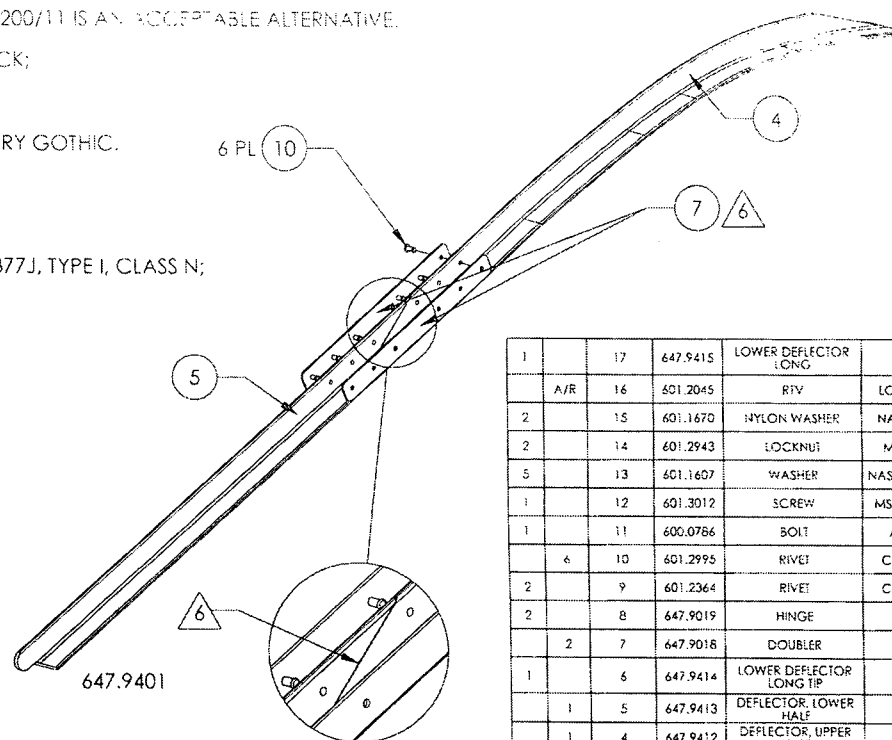 200/11 IS AN ACCEPTABLE ALTERNATIVE.
CK;
RY GOTHIC.
6 PL 10
4
7 6
377J, TYPE I, CLASS N;
5
6
647.9401
1 17 647.9415 LOWER DEFLECTOR LONG
A/R 16 601.2045 RTV LO
2 15 601.1670 NYLON WASHER NA
2 14 601.2943 LOCKNUT M
5 13 601.1607 WASHER NAS
1 12 601.3012 SCREW MS
1 11 600.0786 BOLT A
6 10 601.2995 RIVET C
2 9 601.2364 RIVET C
2 8 647.9019 HINGE
2 7 647.9018 DOUBLER
1 6 647.9414 LOWER DEFLECTOR LONG TIP
1 5 647.9413 DEFLECTOR, LOWER HALF
1 4 647.9412 DEFLECTOR, UPPER